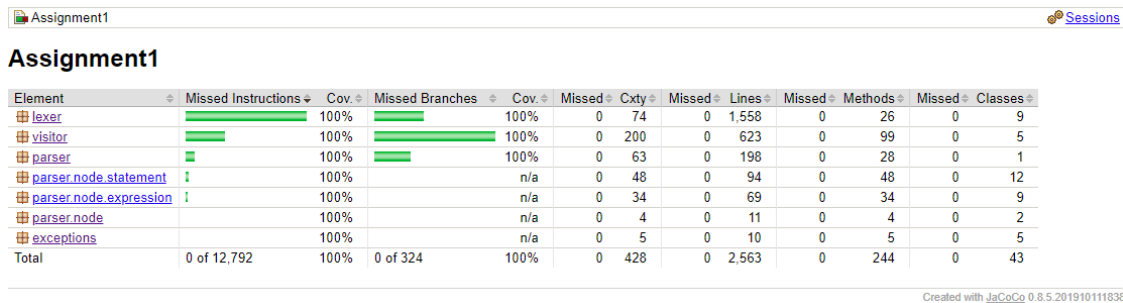 Assignment1 Sessions
Assignment1
Element Missed Instructions Cov. Missed Branches Cov. Missed Cxty Missed Lines Missed Methods Missed Classes
lexer 100% 100% 0 74 0 1,558 0 26 0 9
visitor 100% 100% 0 200 0 623 0 99 0 5
parser 100% 100% 0 63 0 198 0 28 0 1
parser.node.statement 100% n/a 0 48 0 94 0 48 0 12
parser.node.expression 100% n/a 0 34 0 69 0 34 0 9
parser.node 100% n/a 0 4 0 11 0 4 0 2
exceptions 100% n/a 0 5 0 10 0 5 0 5
Total 0 of 12,792 100% 0 of 324 100% 0 428 0 2,563 0 244 0 43
Created with JaCoCo 0.8.5.201910111838